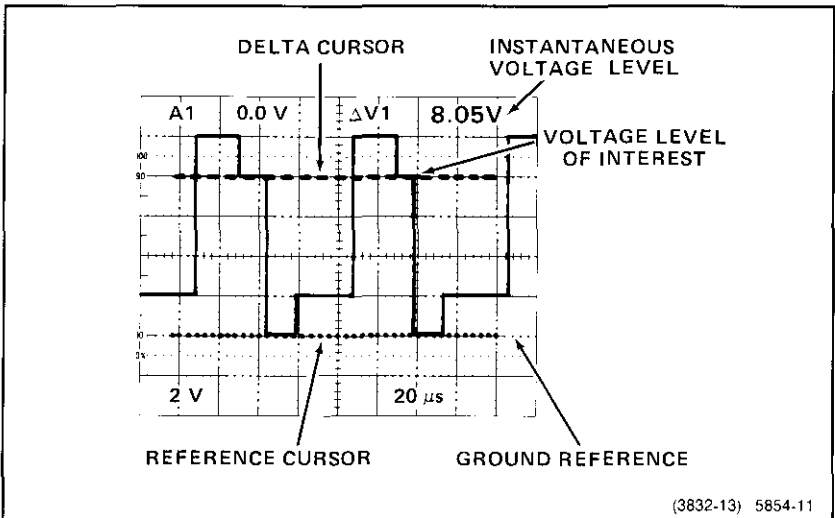 DELTA CURSOR
INSTANTANEOUS
VOLTAGE LEVEL
A1 0.0 V ΔV1 8.05V
VOLTAGE LEVEL
OF INTEREST
90
2 V 20 μs
REFERENCE CURSOR
GROUND REFERENCE
(3832-13) 5854-11